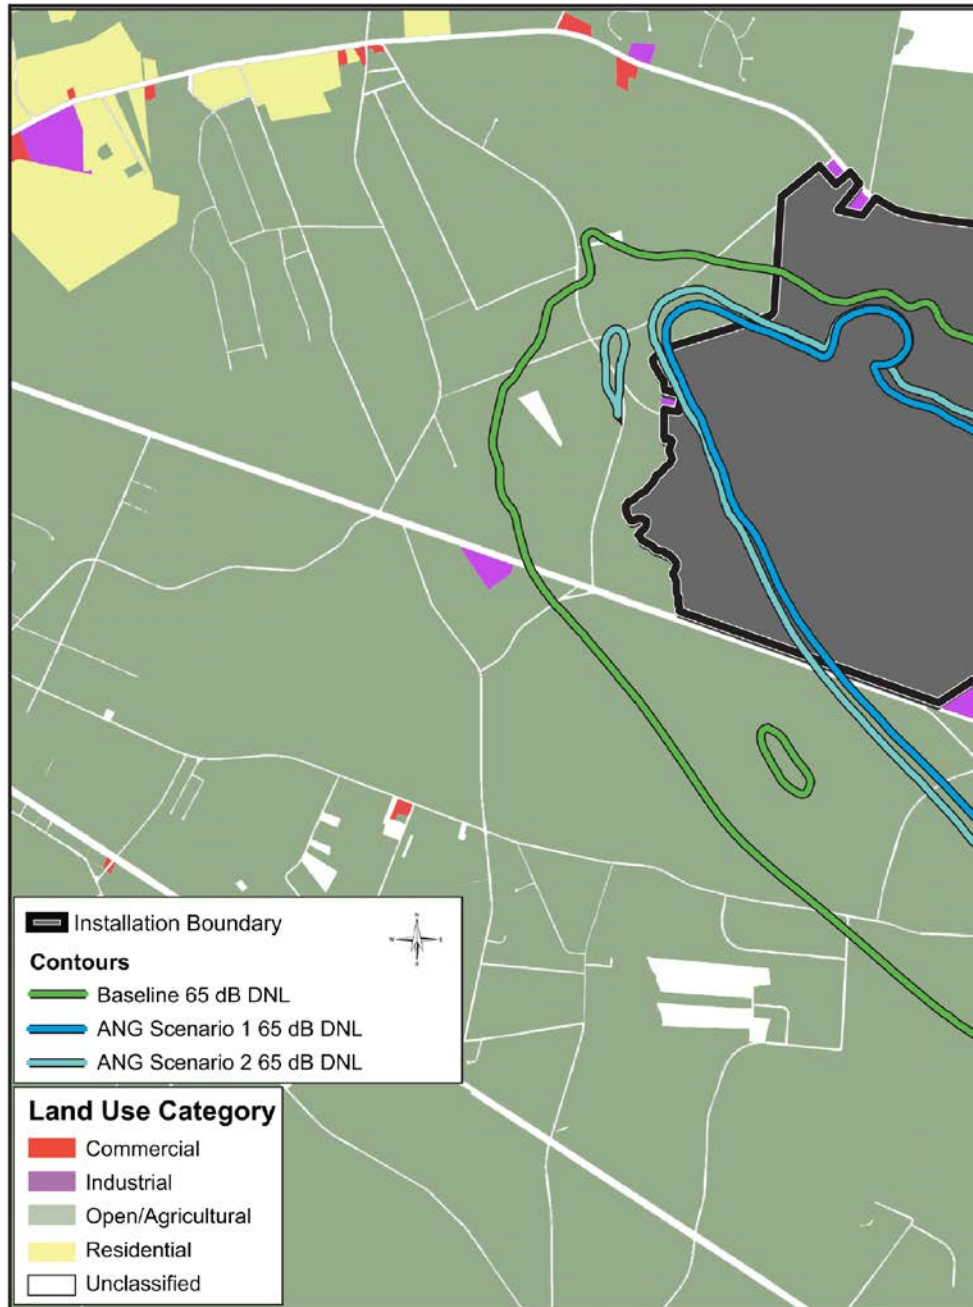 Installation Boundary
N
W E
S
Contours
Baseline 65 dB DNL
ANG Scenario 1 65 dB DNL
ANG Scenario 2 65 dB DNL
Land Use Category
Commercial
Industrial
Open/Agricultural
Residential
Unclassified